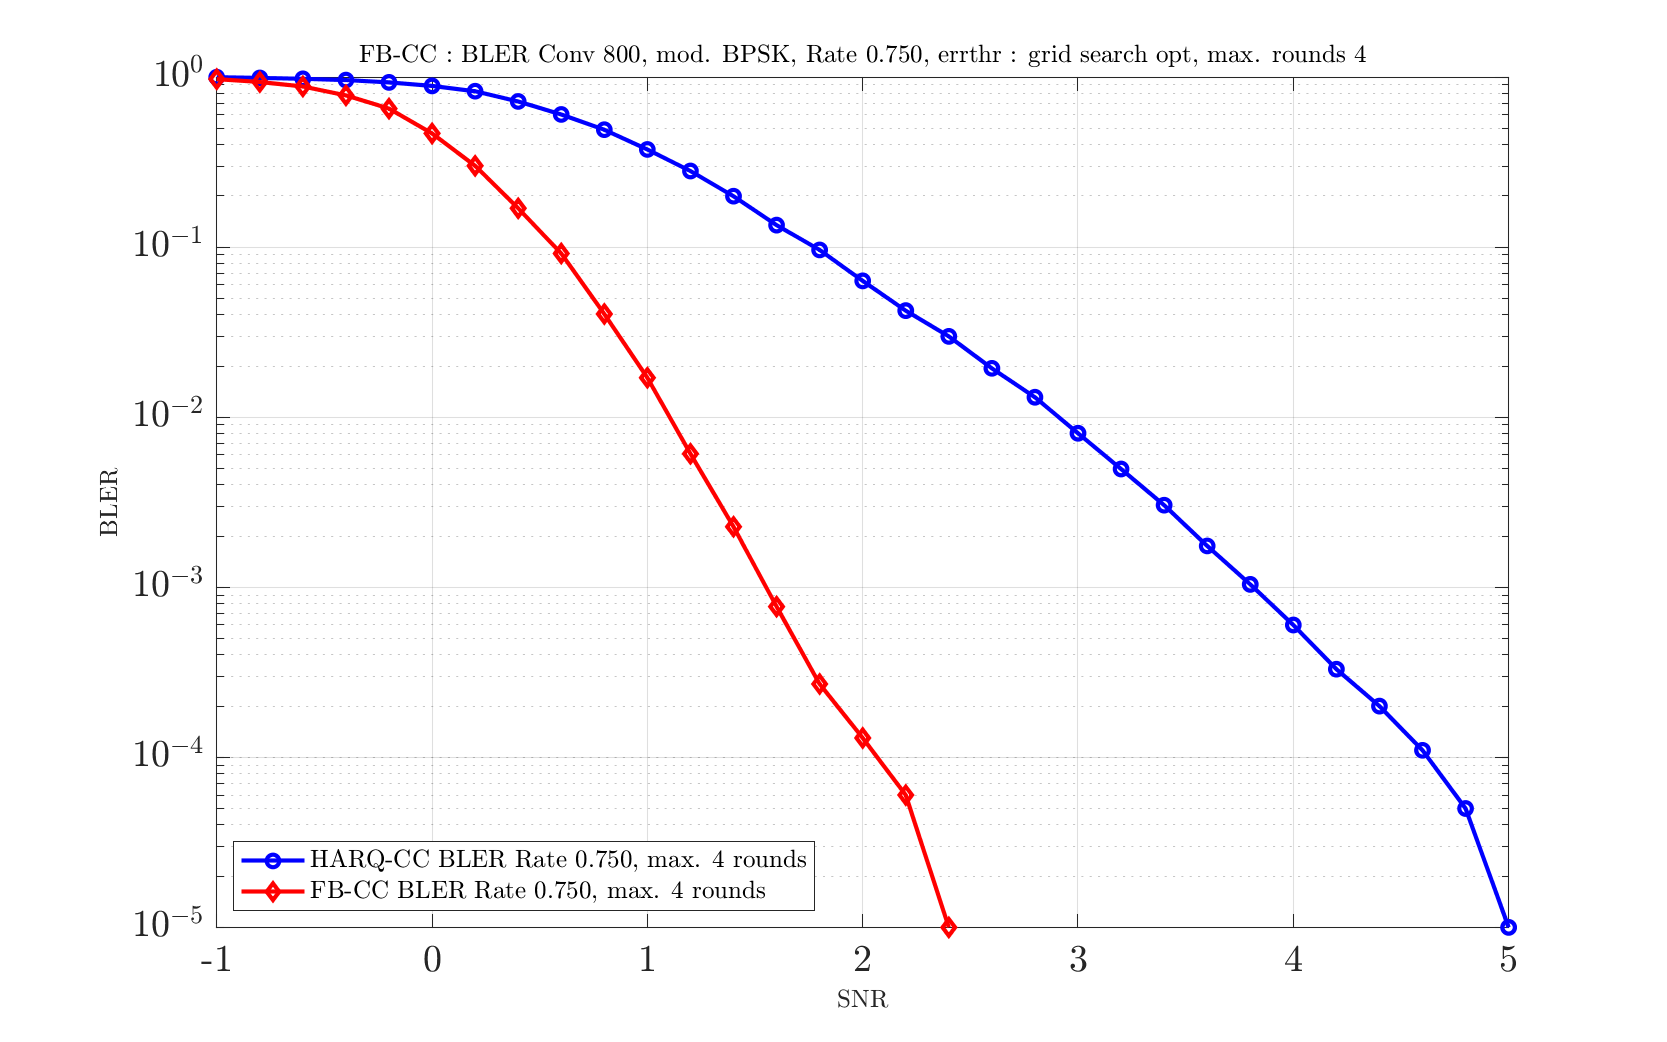 FB-CC : BLER Conv 800, mod. BPSK, Rate 0.750, errthr : grid search opt, max. rounds 4
10^0
10^-1
10^-2
10^-3
10^-4
10^-5
BLER
HARQ-CC BLER Rate 0.750, max. 4 rounds
FB-CC BLER Rate 0.750, max. 4 rounds
-1 0 1 2 3 4 5
SNR